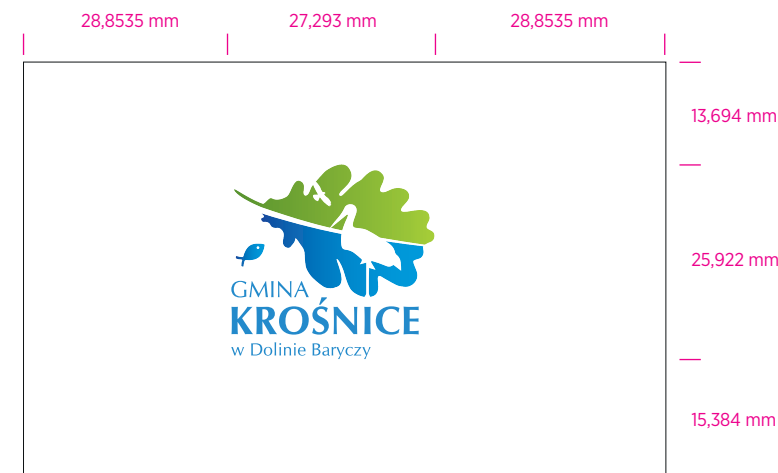 28,8535 mm 27,293 mm 28,8535 mm
13,694 mm
25,922 mm
GMINA
KROŚNICE
w Dolinie Baryczy
15,384 mm